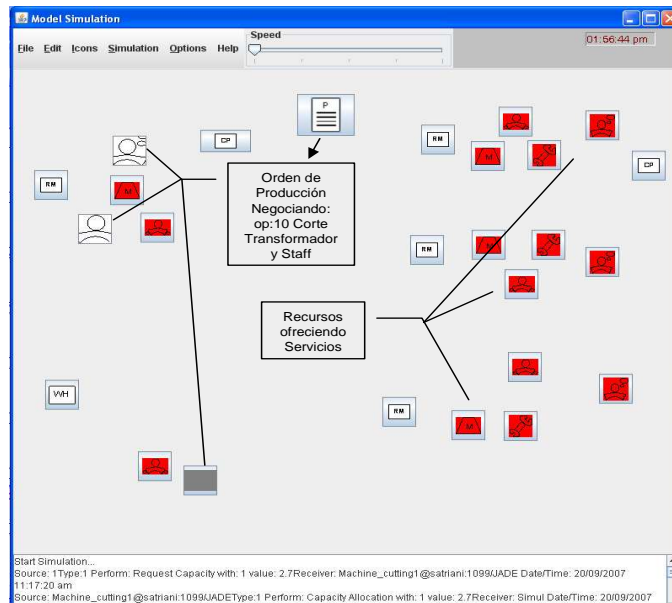 Model Simulation
File Edit Icons Simulation Options Help
Speed
01:56:44 pm
P
CP
RM
M
Orden de
Producción
Negociando:
op:10 Corte
Transformador
y Staff
RM
M
CP
RM
M
Recursos
ofreciendo
Servicios
WH
RM
M
Start Simulation...
Source: 1Type:1 Perform: Request Capacity with: 1 value: 2.7Receiver: Machine_cutting1@satriani:1099/JADE Date/Time: 20/09/2007
11:17:20 am
Source: Machine_cutting1@satriani:1099/JADEType:1 Perform: Capacity Allocation with: 1 value: 2.7Receiver: Simul Date/Time: 20/09/2007